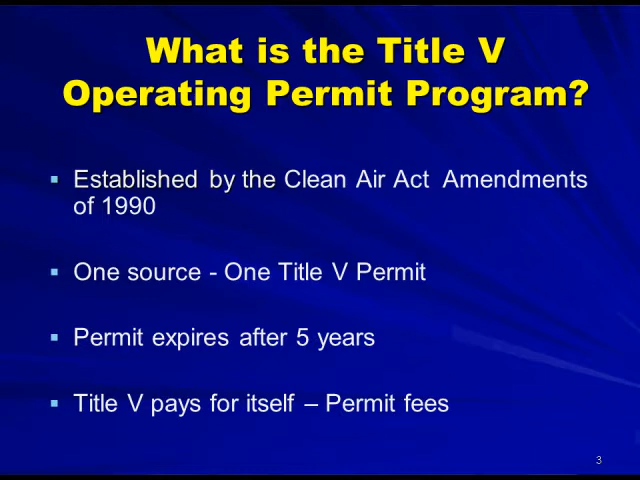 What is the Title V
Operating Permit Program?
▪ Established by the Clean Air Act Amendments
of 1990
▪ One source - One Title V Permit
▪ Permit expires after 5 years
▪ Title V pays for itself – Permit fees
3